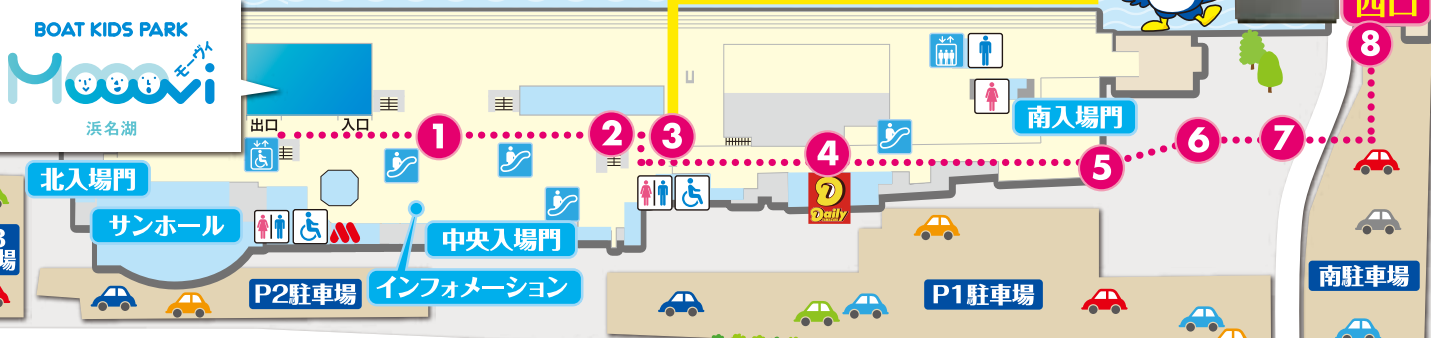 BOAT KIDS PARK
Mooovi
モーヴィ
浜名湖
出口
入口
西口
8
南入場門
1
2
3
4
5
6
7
北入場門
サンホール
Daily
中央入場門
インフォメーション
P2駐車場
P1駐車場
南駐車場
場